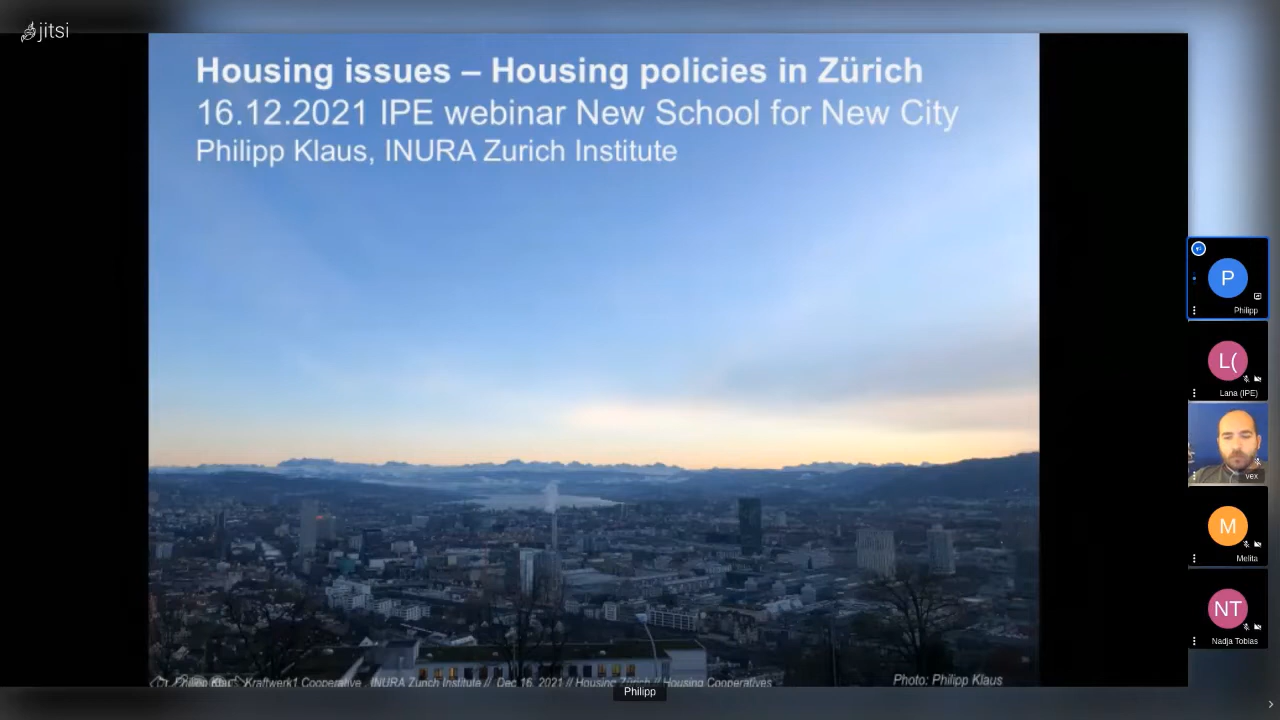 jitsi
Housing issues – Housing policies in Zürich
16.12.2021 IPE webinar New School for New City
Philipp Klaus, INURA Zurich Institute
P
Philipp
L(
Lana (IPE)
vex
M
Melita
NT
Nadja Tobias
Kraftwerk1 Cooperative , INURA Zurich Institute // Dec 16, 2021 // Housing Zürich // Housing Cooperatives
Photo: Philipp Klaus
Philipp